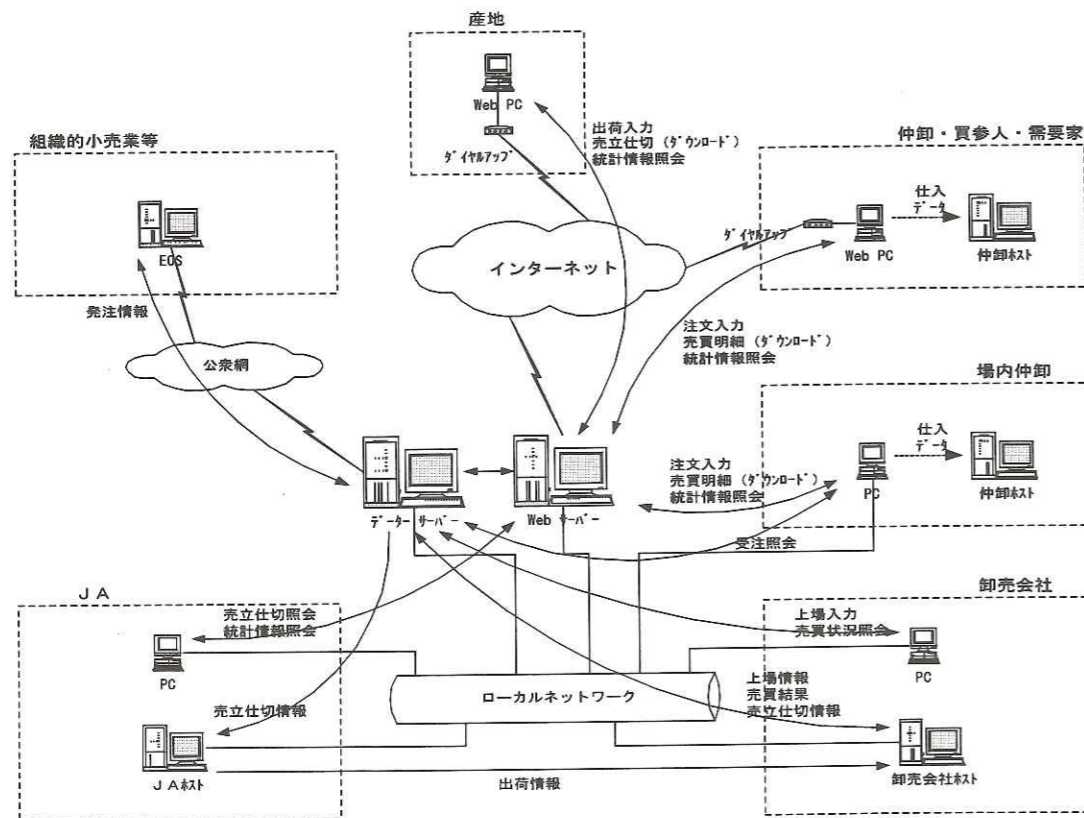 産地
Web PC
ダイヤルアップ
出荷入力
売立仕切 (ダウンロード)
統計情報照会
組織的小売業等
EOS
発注情報
公衆網
インターネット
仲卸・買参人・需要家
ダイヤルアップ
Web PC
仕入
データ
仲卸ホスト
注文入力
売買明細 (ダウンロード)
統計情報照会
場内仲卸
仕入
データ
PC
仲卸ホスト
注文入力
売買明細 (ダウンロード)
統計情報照会
データー サーバー
Web サーバー
受注照会
JA
売立仕切照会
統計情報照会
PC
売立仕切情報
JAホスト
ローカルネットワーク
出荷情報
卸売会社
上場入力
売買状況照会
PC
上場情報
売買結果
売立仕切情報
卸売会社ホスト